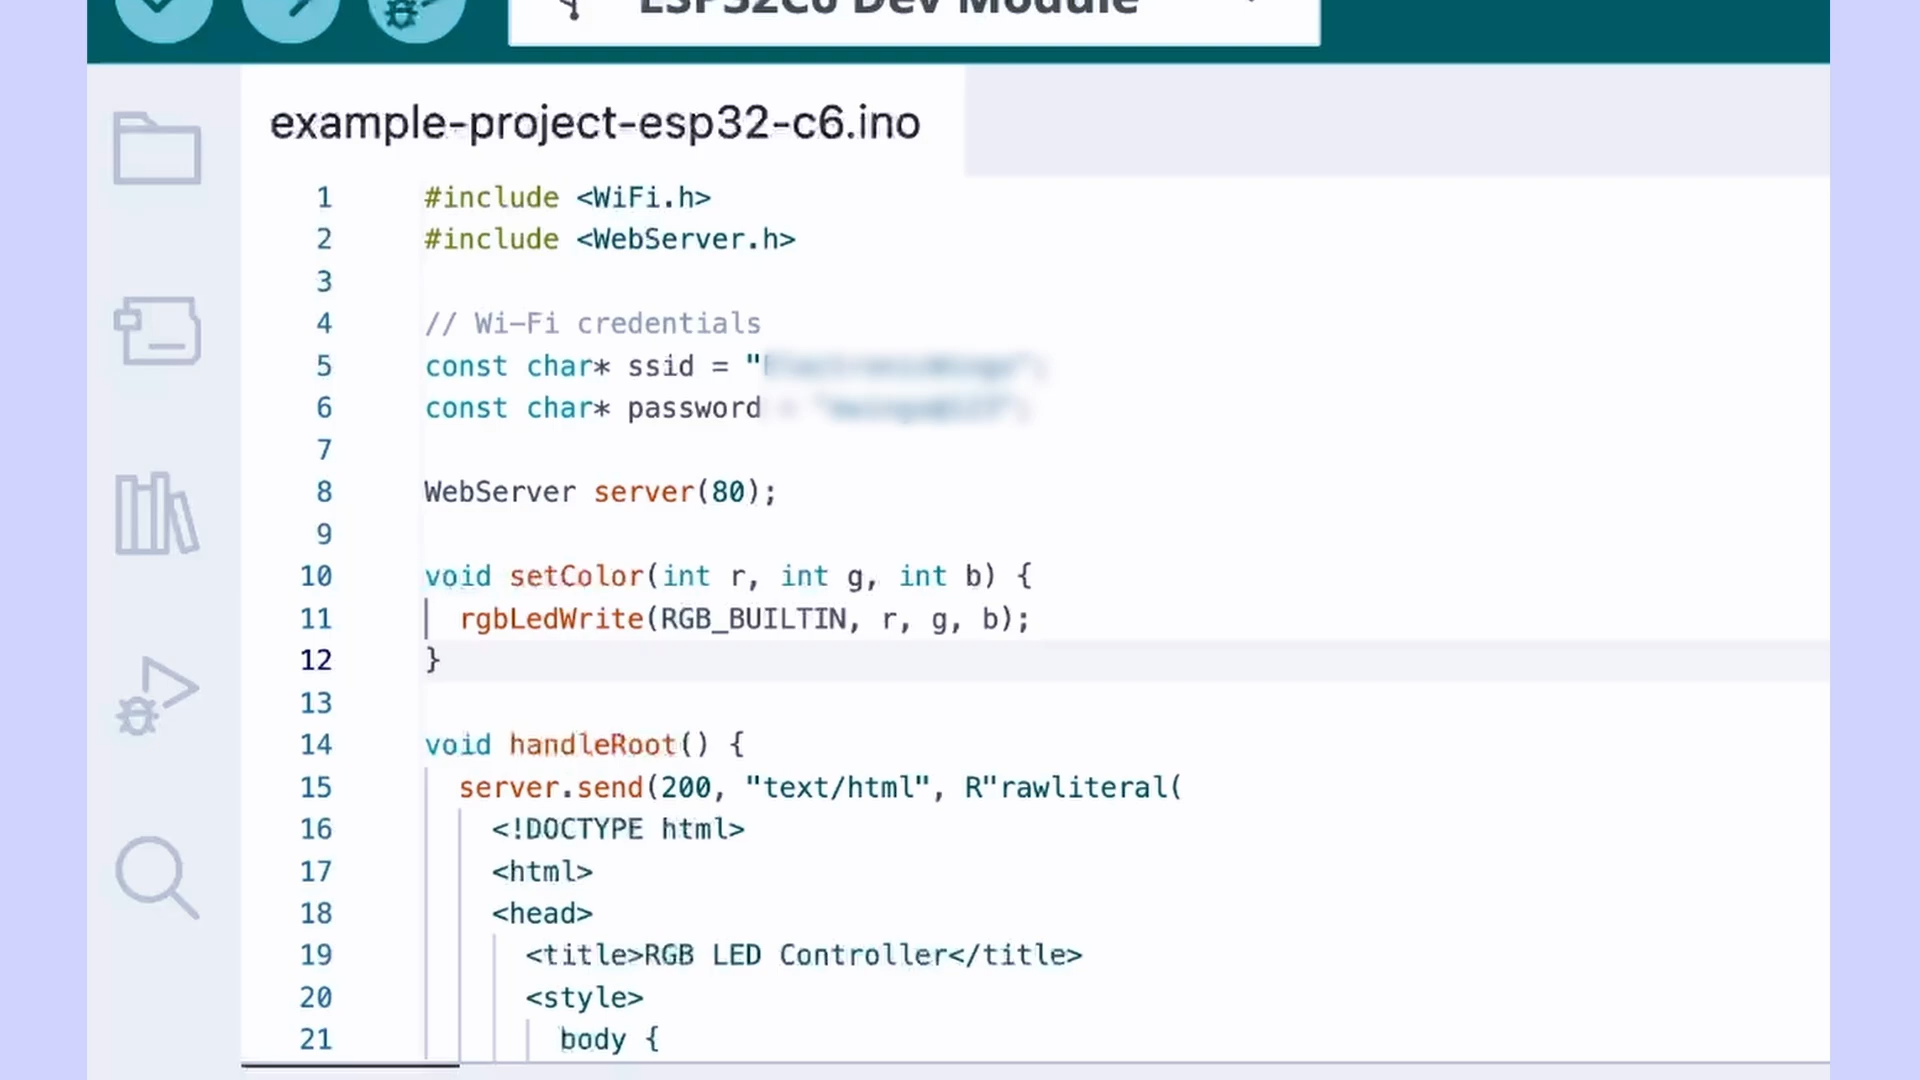 ESP32C6 Dev Module
example-project-esp32-c6.ino
1 #include <WiFi.h>
2 #include <WebServer.h>
3
4 // Wi-Fi credentials
5 const char* ssid = "
6 const char* password
7
8 WebServer server(80);
9
10 void setColor(int r, int g, int b) {
11 rgbLedWrite(RGB_BUILTIN, r, g, b);
12 }
13
14 void handleRoot() {
15 server.send(200, "text/html", R"rawliteral(
16 <!DOCTYPE html>
17 <html>
18 <head>
19 <title>RGB LED Controller</title>
20 <style>
21 body {